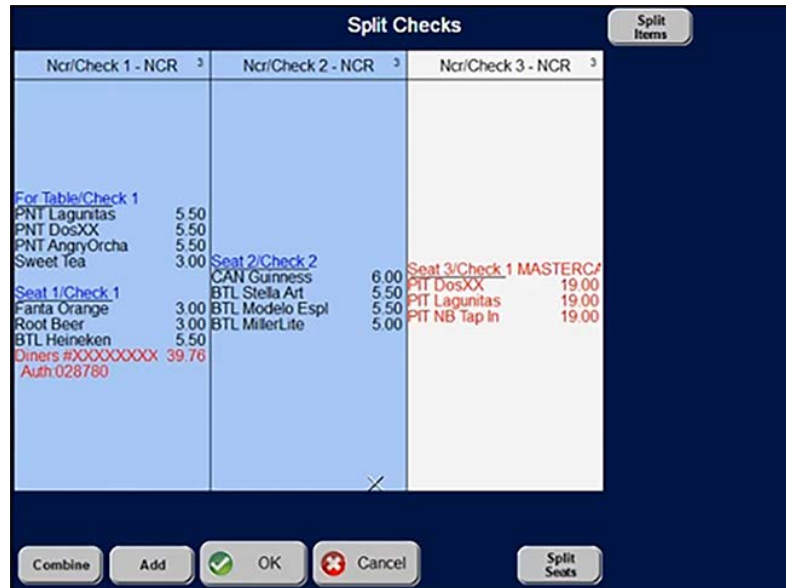 Split Checks
Split
Items
Ncr/Check 1 - NCR 3
Ncr/Check 2 - NCR 3
Ncr/Check 3 - NCR 3
For Table/Check 1
PNT Lagunitas 5.50
PNT DosXX 5.50
PNT AngryOrcha 5.50
Sweet Tea 3.00
Seat 1/Check 1
Fanta Orange 3.00
Root Beer 3.00
BTL Heineken 5.50
Diners #XXXXXXXX 39.76
Auth:028780
Seat 2/Check 2
CAN Guinness 6.00
BTL Stella Art 5.50
BTL Modelo Espl 5.50
BTL MillerLite 5.00
Seat 3/Check 1 MASTERCA
PIT DosXX 19.00
PIT Lagunitas 19.00
PIT NB Tap In 19.00
Combine
Add
OK
Cancel
Split
Seats